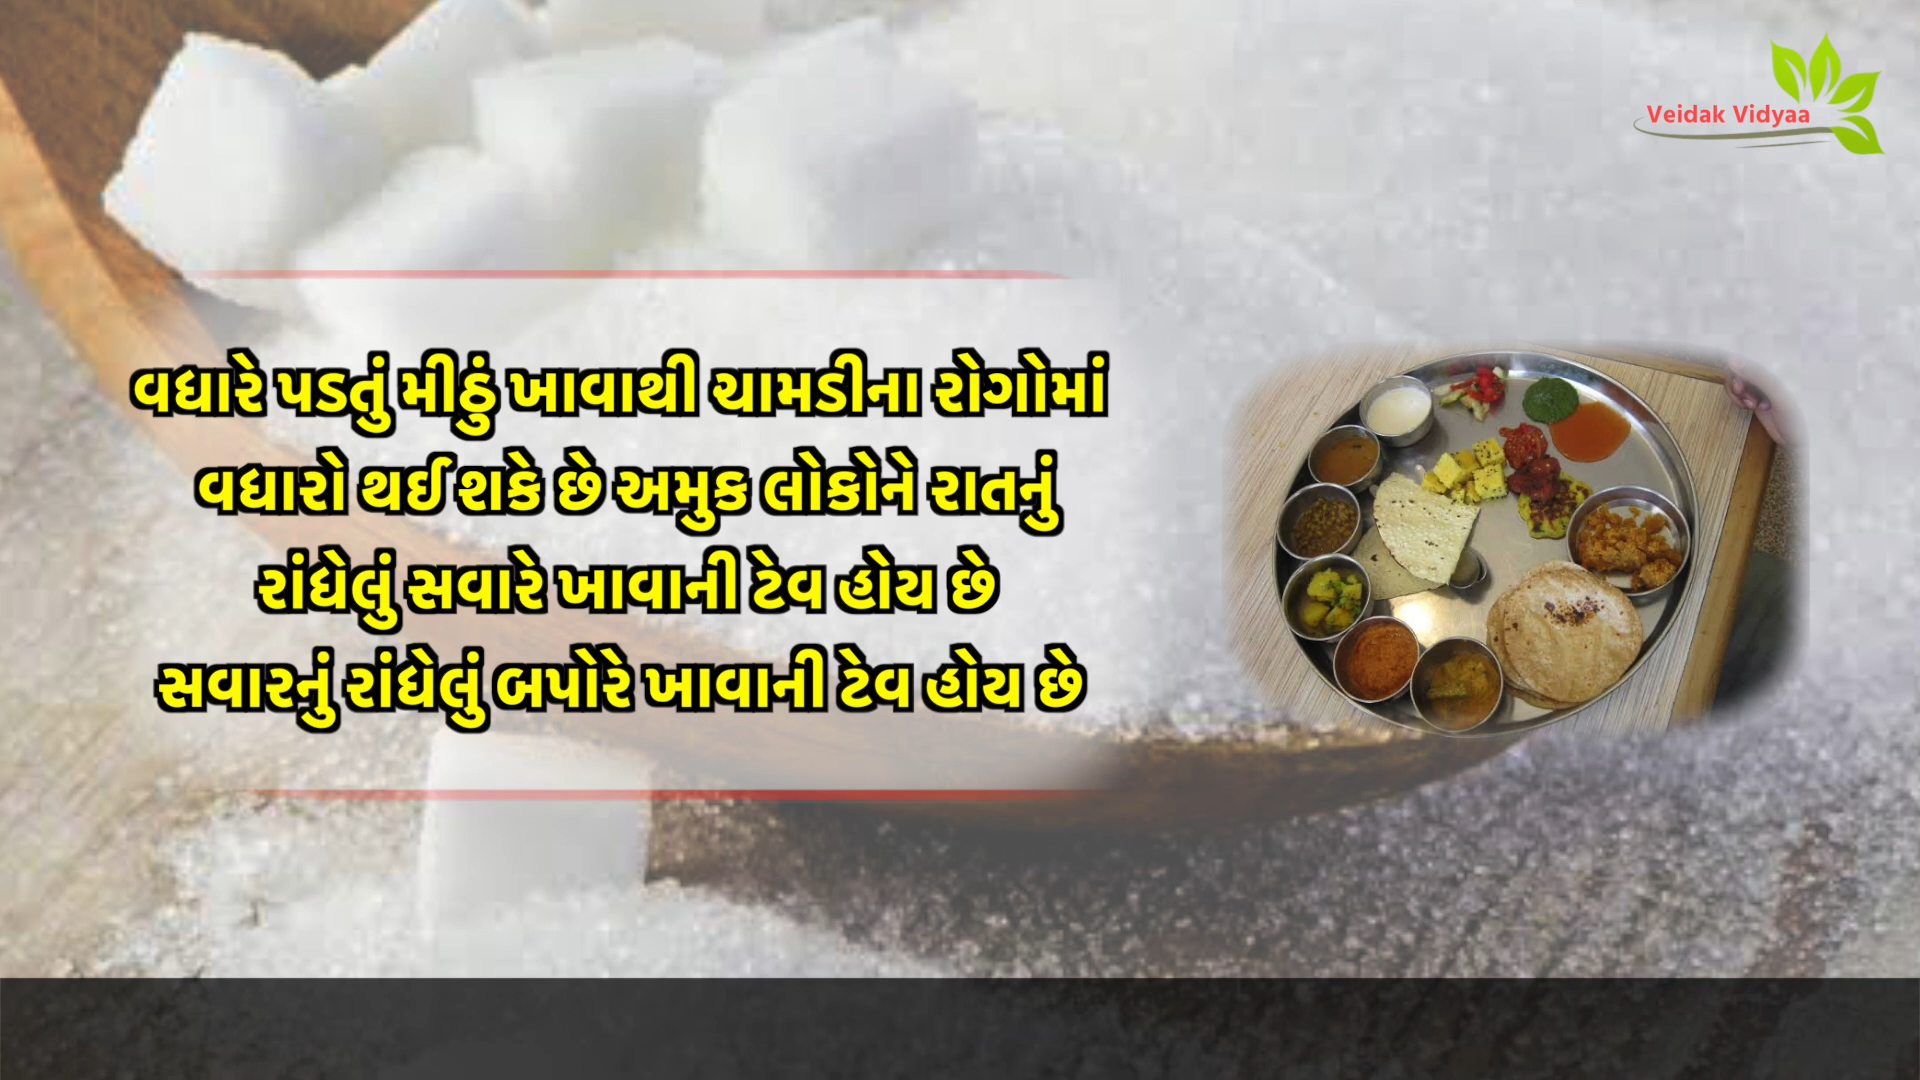 Veidak Vidyaa
વધારે પડતું મીઠું ખાવાથી ચામડીના રોગોમાં
વધારો થઈ શકે છે અમુક લોકોને રાતનું
રાંધેલું સવારે ખાવાની ટેવ હોય છે
સવારનું રાંધેલું બપોરે ખાવાની ટેવ હોય છે